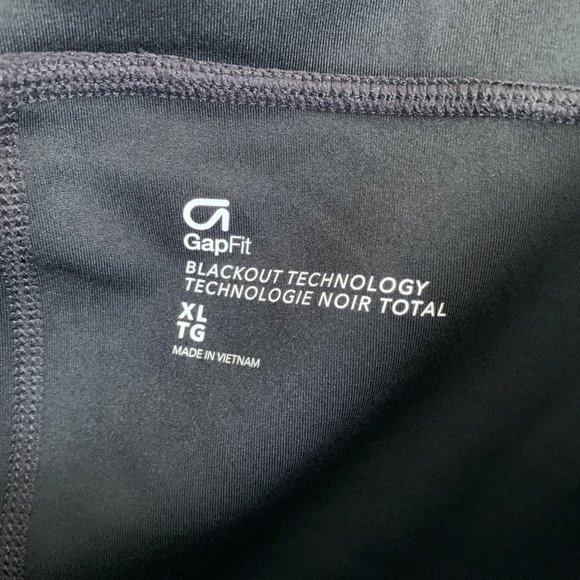 GapFit
BLACKOUT TECHNOLOGY
TECHNOLOGIE NOIR TOTAL
XL
TG
MADE IN VIETNAM